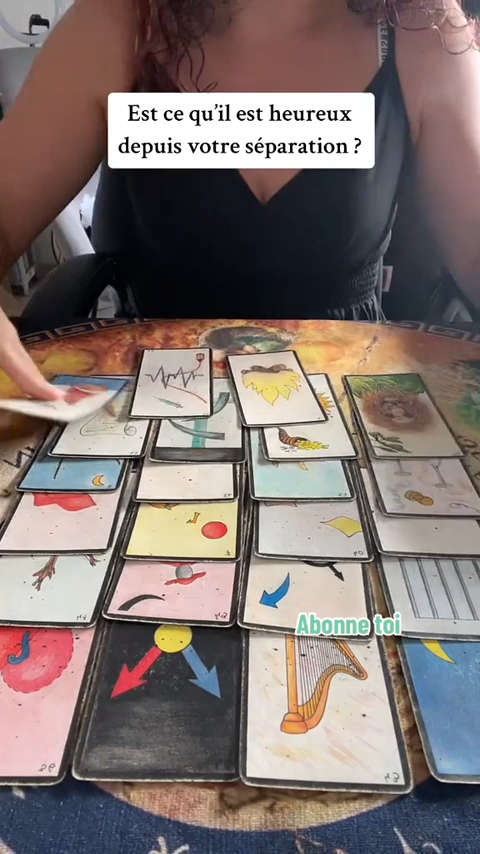 Est ce qu'il est heureux
depuis votre séparation ?
Abonne toi